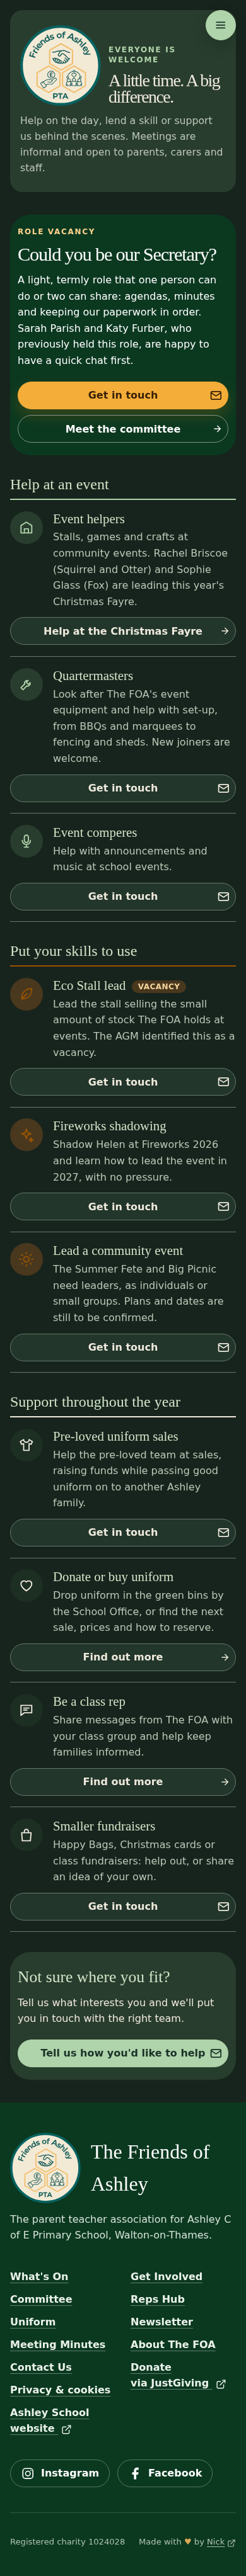 Friends of Ashley
PTA
EVERYONE IS
WELCOME
A little time. A big
difference.
Help on the day, lend a skill or support
us behind the scenes. Meetings are
informal and open to parents, carers and
staff.
ROLE VACANCY
Could you be our Secretary?
A light, termly role that one person can
do or two can share: agendas, minutes
and keeping our paperwork in order.
Sarah Parish and Katy Furber, who
previously held this role, are happy to
have a quick chat first.
Get in touch
Meet the committee
Help at an event
Event helpers
Stalls, games and crafts at
community events. Rachel Briscoe
(Squirrel and Otter) and Sophie
Glass (Fox) are leading this year's
Christmas Fayre.
Help at the Christmas Fayre
Quartermasters
Look after The FOA's event
equipment and help with set-up,
from BBQs and marquees to
fencing and sheds. New joiners are
welcome.
Get in touch
Event comperes
Help with announcements and
music at school events.
Get in touch
Put your skills to use
Eco Stall lead VACANCY
Lead the stall selling the small
amount of stock The FOA holds at
events. The AGM identified this as a
vacancy.
Get in touch
Fireworks shadowing
Shadow Helen at Fireworks 2026
and learn how to lead the event in
2027, with no pressure.
Get in touch
Lead a community event
The Summer Fete and Big Picnic
need leaders, as individuals or
small groups. Plans and dates are
still to be confirmed.
Get in touch
Support throughout the year
Pre-loved uniform sales
Help the pre-loved team at sales,
raising funds while passing good
uniform on to another Ashley
family.
Get in touch
Donate or buy uniform
Drop uniform in the green bins by
the School Office, or find the next
sale, prices and how to reserve.
Find out more
Be a class rep
Share messages from The FOA with
your class group and help keep
families informed.
Find out more
Smaller fundraisers
Happy Bags, Christmas cards or
class fundraisers: help out, or share
an idea of your own.
Get in touch
Not sure where you fit?
Tell us what interests you and we'll put
you in touch with the right team.
Tell us how you'd like to help
Friends of Ashley
PTA
The Friends of
Ashley
The parent teacher association for Ashley C
of E Primary School, Walton-on-Thames.
What's On
Committee
Uniform
Meeting Minutes
Contact Us
Privacy & cookies
Ashley School
website
Get Involved
Reps Hub
Newsletter
About The FOA
Donate
via JustGiving
Instagram
Facebook
Registered charity 1024028
Made with ♥ by Nick